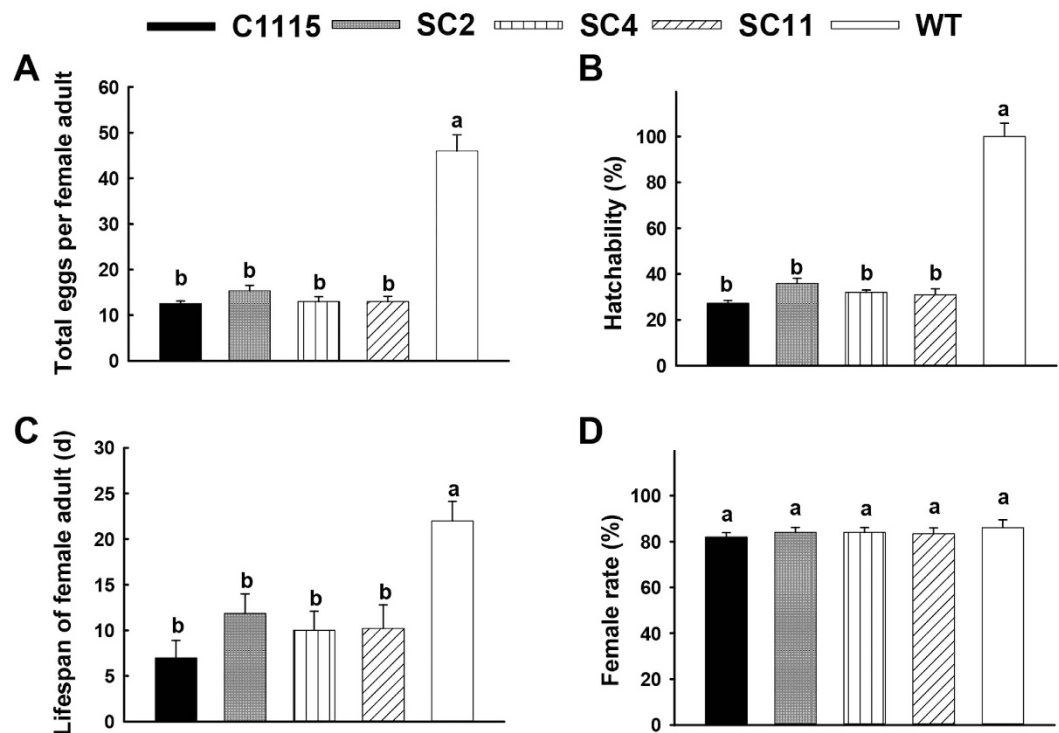 C1115 SC2 SC4 SC11 WT
A
Total eggs per female adult
60
50
40
30
20
10
0
b b b b a
B
Hatchability (%)
100
80
60
40
20
0
b b b b a
C
Lifespan of female adult (d)
30
25
20
15
10
5
0
b b b b a
D
Female rate (%)
100
80
60
40
20
0
a a a a a